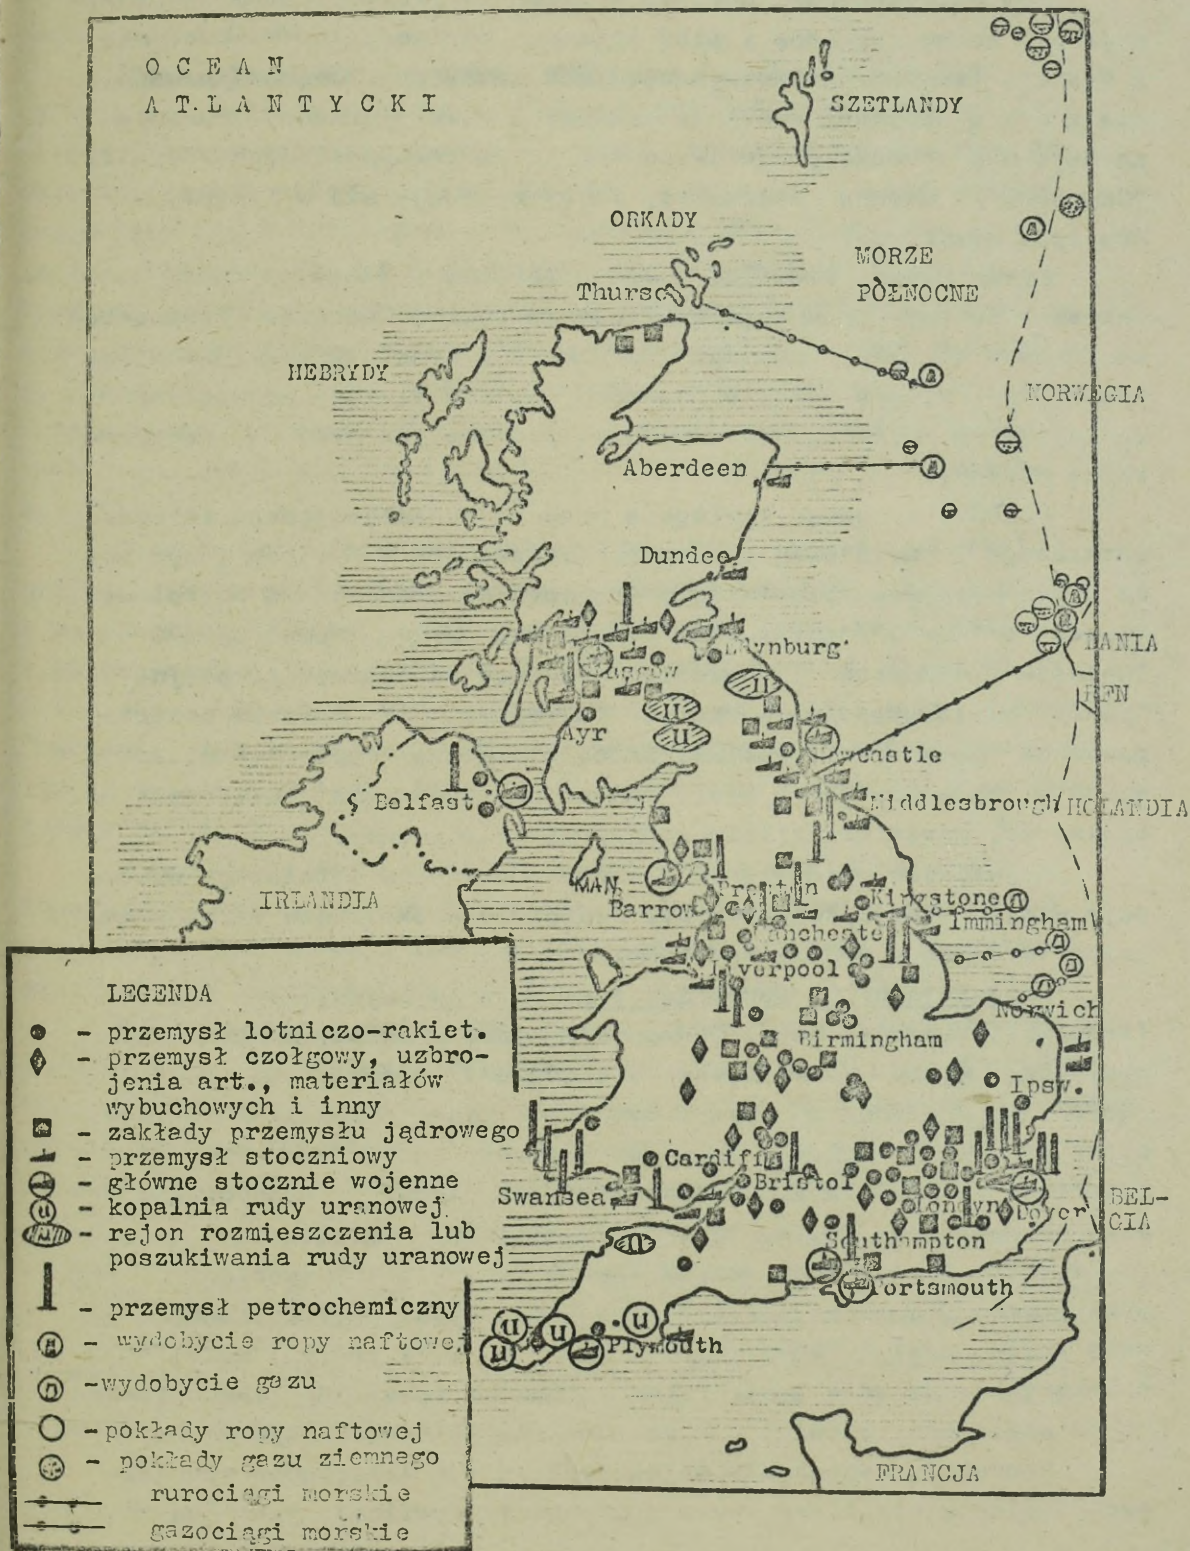 OCEAN
ATLANTYCKI
SZETLANDY
ORKADY
MORZE
PÓŁNOCNE
Thurso
HEBRYDY
NORWEGIA
Aberdeen
Dundee
Edynburg
DANIA
RFN
Ayr
Belfast
Middlesbrough
HOLANDIA
MAN
IRLANDIA
Barrow
Preston
Kingstone
Immingham
Manchester
Liverpool
Norwich
Birmingham
Ipsw.
Cardiff
Swansea
Bristol
Londyn
Dover
BEL-
GIA
Southampton
Portsmouth
Plymouth
FRANCJA
LEGENDA
- przemysł lotniczo-rakiet.
- przemysł czołgowy, uzbro-
jenia art., materiałów
wybuchowych i inny
- zakłady przemysłu jądrowego
- przemysł stoczniowy
- główne stocznie wojenne
u - kopalnia rudy uranowej
u - rejon rozmieszczenia lub
poszukiwania rudy uranowej
- przemysł petrochemiczny
- wydobycie ropy naftowej
- wydobycie gazu
- pokłady ropy naftowej
- pokłady gazu ziemnego
rurociągi morskie
gazociągi morskie